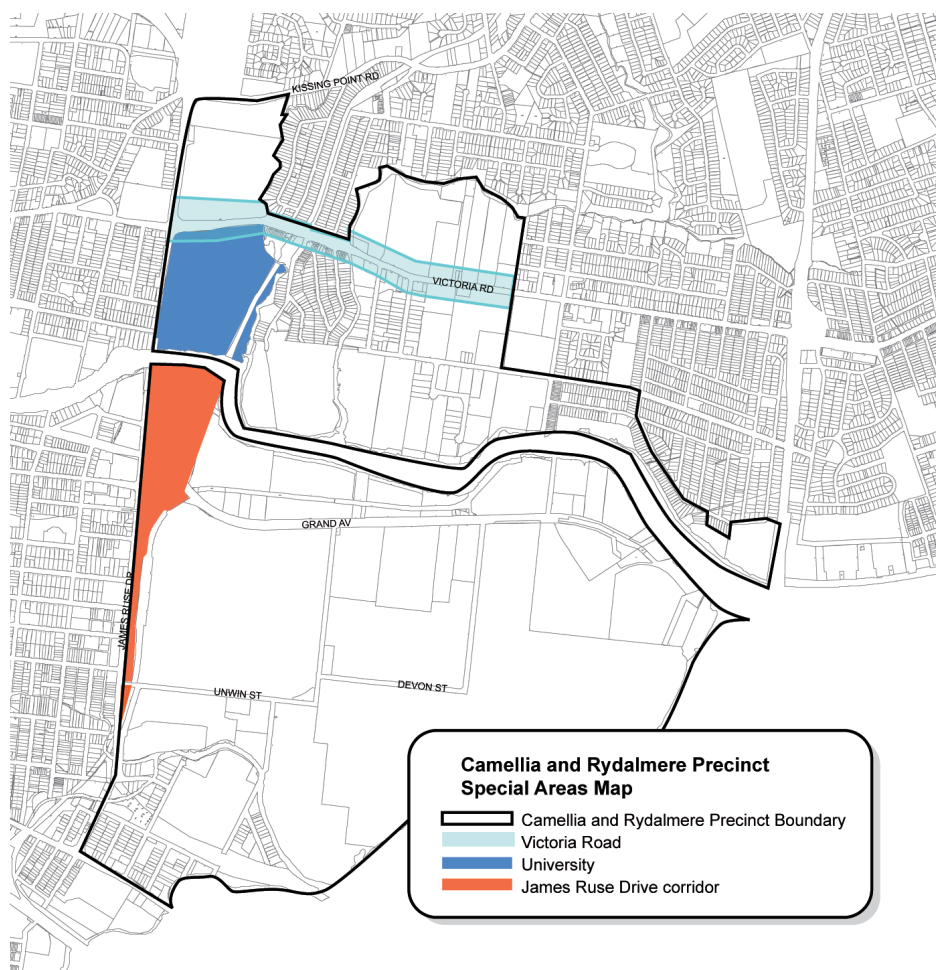 KISSING POINT RD
VICTORIA RD
GRAND AV
JAMES RUSE DR
UNWIN ST
DEVON ST
Camellia and Rydalmere Precinct
Special Areas Map
Camellia and Rydalmere Precinct Boundary
Victoria Road
University
James Ruse Drive corridor